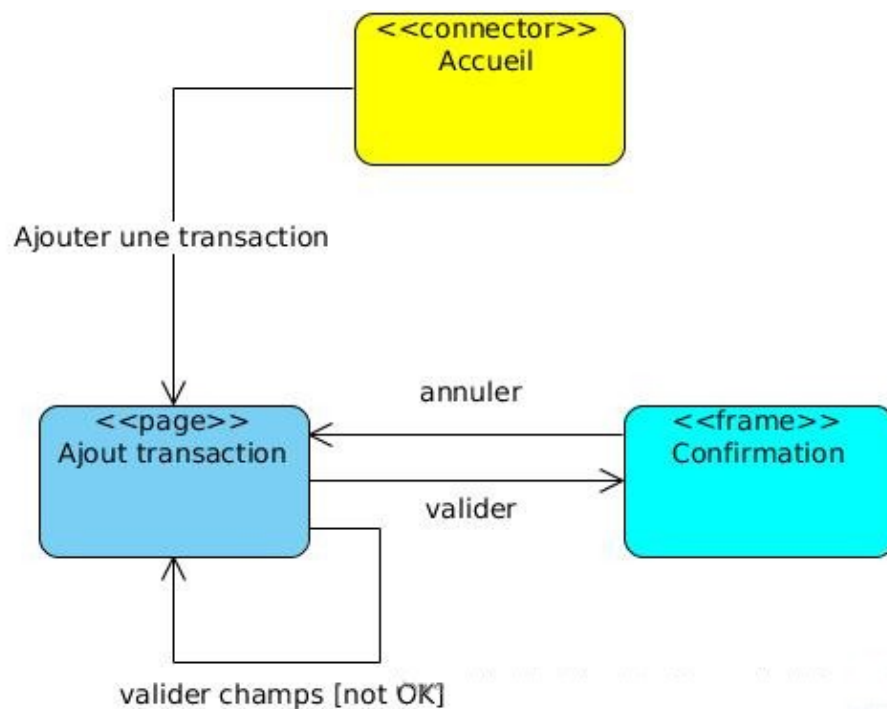 <<connector>>
Accueil
Ajouter une transaction
annuler
<<page>>
Ajout transaction
<<frame>>
Confirmation
valider
valider champs [not OK]